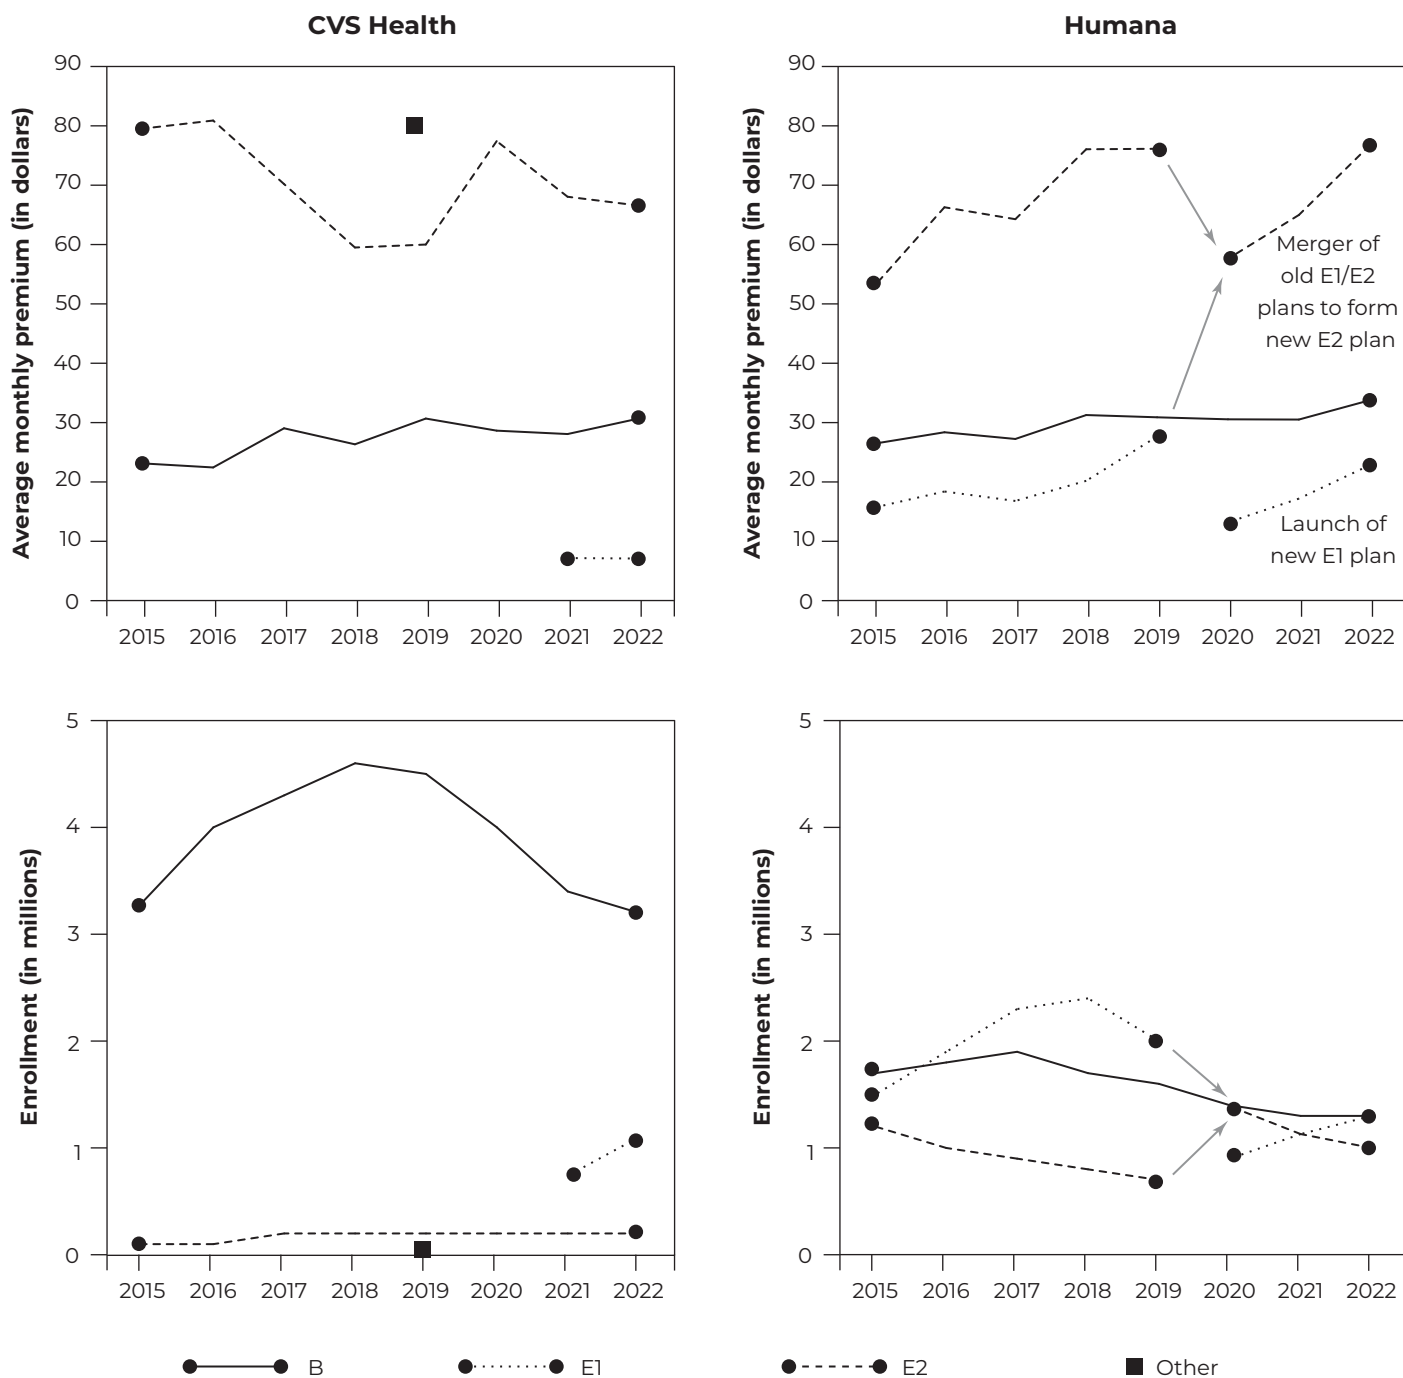 CVS Health
Humana
Average monthly premium (in dollars)
90
80
70
60
50
40
30
20
10
0
2015 2016 2017 2018 2019 2020 2021 2022
Average monthly premium (in dollars)
90
80
70
60
50
40
30
20
10
0
Merger of
old E1/E2
plans to form
new E2 plan
Launch of
new E1 plan
2015 2016 2017 2018 2019 2020 2021 2022
Enrollment (in millions)
5
4
3
2
1
0
2015 2016 2017 2018 2019 2020 2021 2022
Enrollment (in millions)
5
4
3
2
1
0
2015 2016 2017 2018 2019 2020 2021 2022
B E1 E2 Other